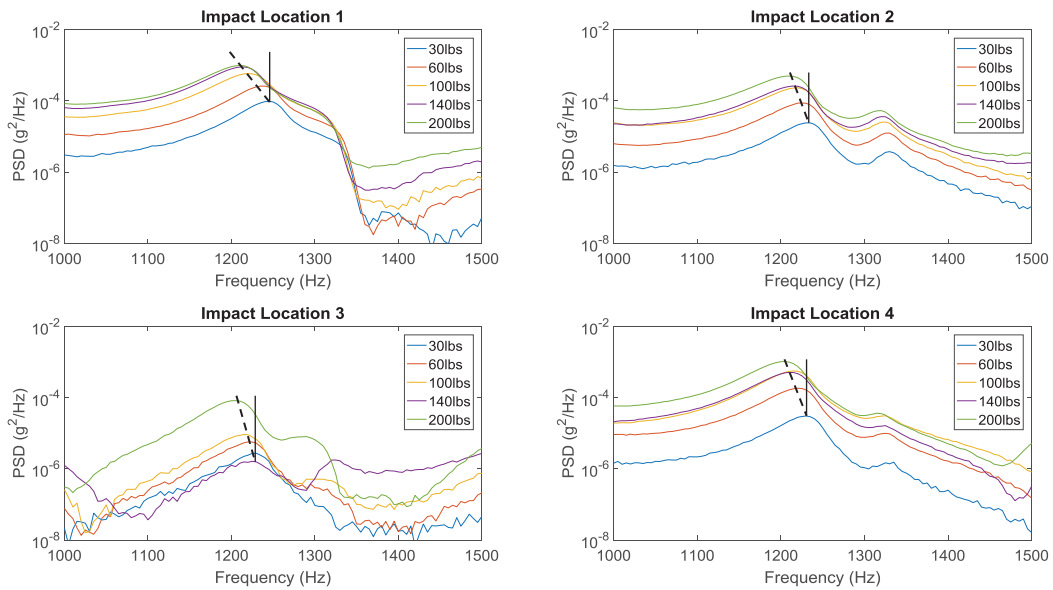 Impact Location 1
10^-2
10^-4
10^-6
10^-8
PSD (g^2/Hz)
1000 1100 1200 1300 1400 1500
Frequency (Hz)
30lbs
60lbs
100lbs
140lbs
200lbs
Impact Location 2
10^-2
10^-4
10^-6
10^-8
PSD (g^2/Hz)
1000 1100 1200 1300 1400 1500
Frequency (Hz)
30lbs
60lbs
100lbs
140lbs
200lbs
Impact Location 3
10^-2
10^-4
10^-6
10^-8
PSD (g^2/Hz)
1000 1100 1200 1300 1400 1500
Frequency (Hz)
30lbs
60lbs
100lbs
140lbs
200lbs
Impact Location 4
10^-2
10^-4
10^-6
10^-8
PSD (g^2/Hz)
1000 1100 1200 1300 1400 1500
Frequency (Hz)
30lbs
60lbs
100lbs
140lbs
200lbs